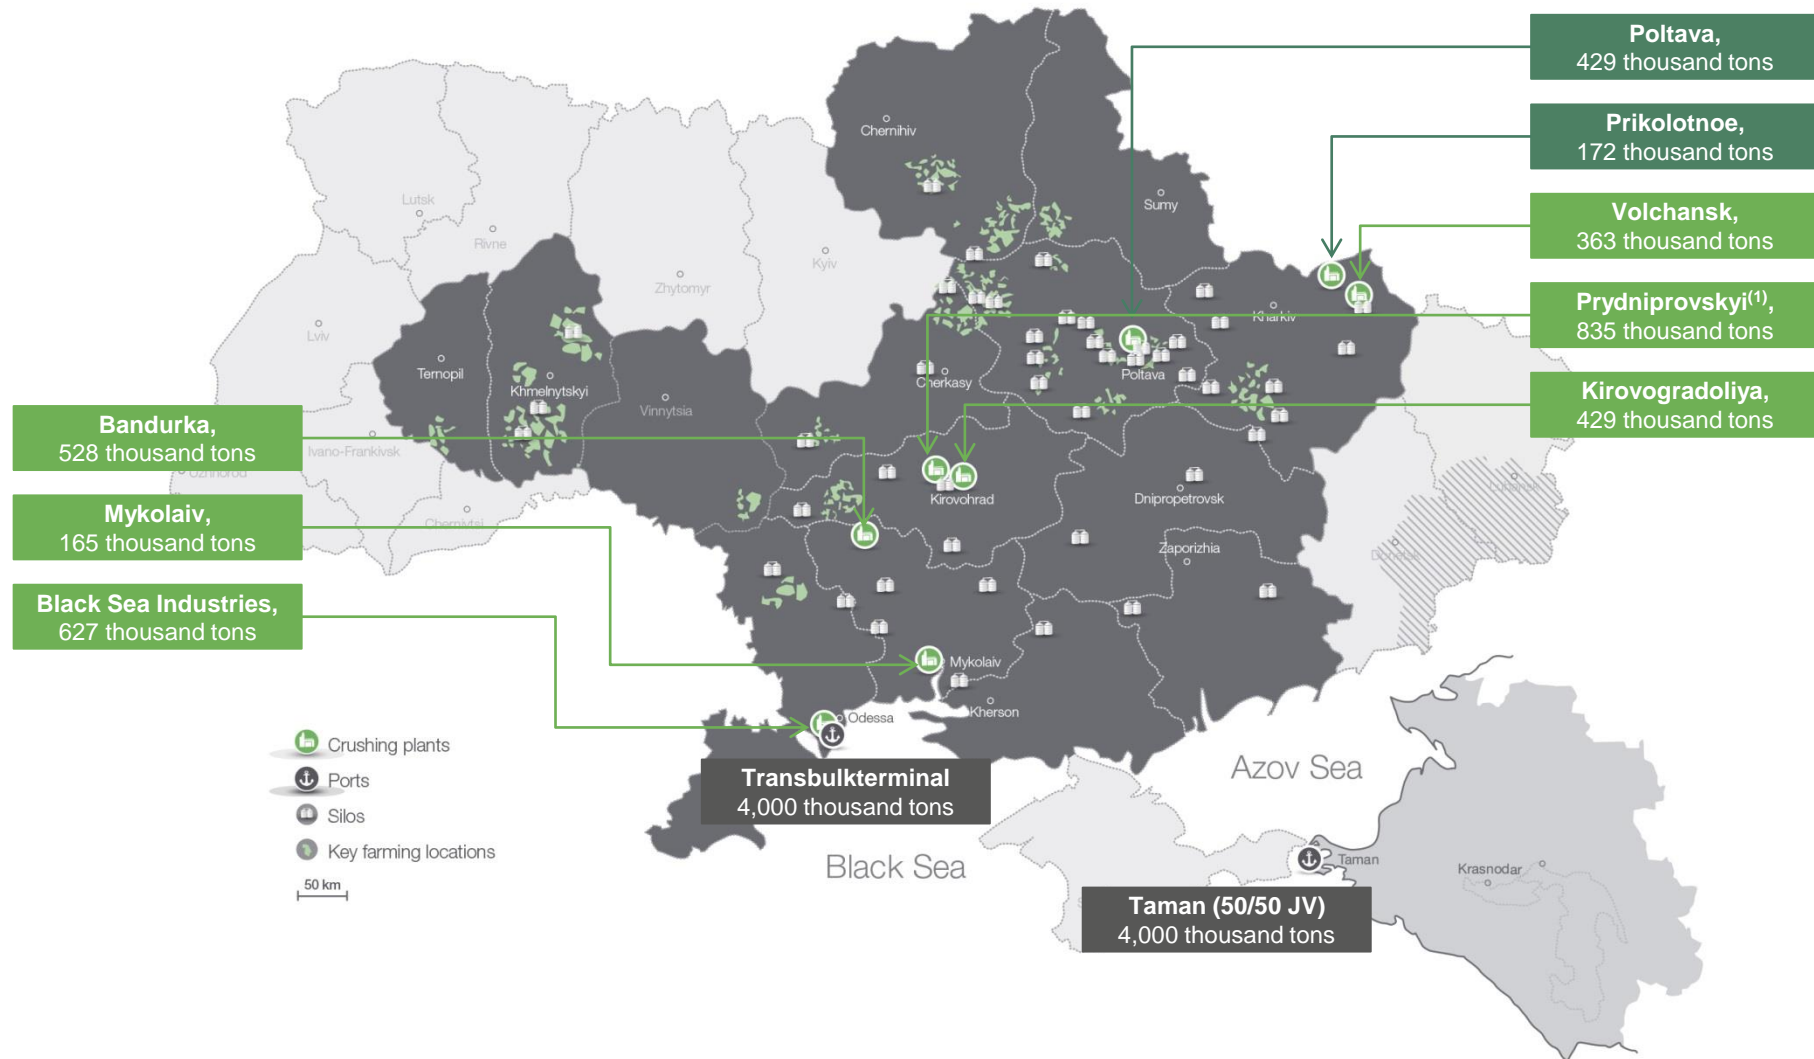 Poltava,
429 thousand tons
Prikolotnoe,
172 thousand tons
Volchansk,
363 thousand tons
Prydniprovskyi(1),
835 thousand tons
Kirovogradoliya,
429 thousand tons
Bandurka,
528 thousand tons
Mykolaiv,
165 thousand tons
Black Sea Industries,
627 thousand tons
Chernihiv
Sumy
Lutsk
Rivne
Kyiv
Zhytomyr
Lviv
Kharkiv
Ternopil
Khmelnytskyi
Vinnytsia
Cherkasy
Poltava
Ivano-Frankivsk
Uzhhorod
Chernivtsi
Kirovohrad
Dnipropetrovsk
Luhansk
Donetsk
Zaporizhia
Mykolaiv
Kherson
Odessa
Crushing plants
Ports
Silos
Key farming locations
50 km
Transbulkterminal
4,000 thousand tons
Azov Sea
Black Sea
Taman
Krasnodar
Taman (50/50 JV)
4,000 thousand tons